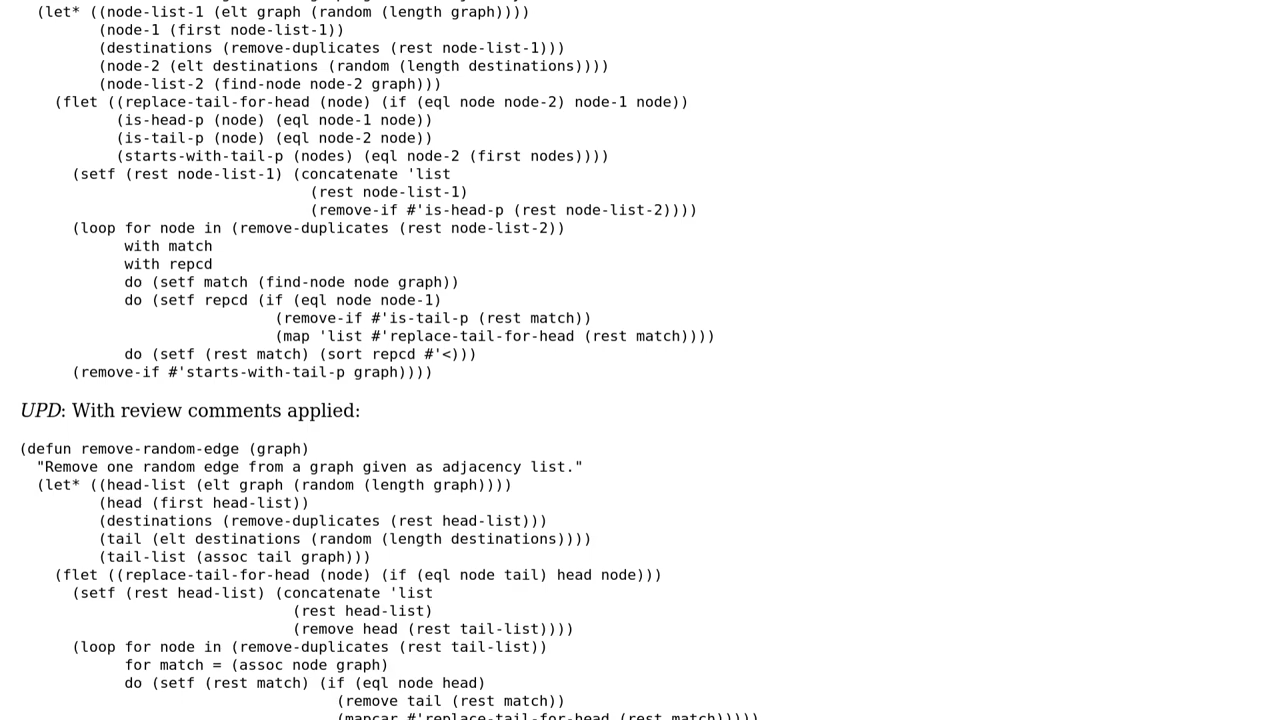 (let* ((node-list-1 (elt graph (random (length graph))))
(node-1 (first node-list-1))
(destinations (remove-duplicates (rest node-list-1)))
(node-2 (elt destinations (random (length destinations))))
(node-list-2 (find-node node-2 graph)))
(flet ((replace-tail-for-head (node) (if (eql node node-2) node-1 node))
(is-head-p (node) (eql node-1 node))
(is-tail-p (node) (eql node-2 node))
(starts-with-tail-p (nodes) (eql node-2 (first nodes))))
(setf (rest node-list-1) (concatenate 'list
(rest node-list-1)
(remove-if #'is-head-p (rest node-list-2))))
(loop for node in (remove-duplicates (rest node-list-2))
with match
with repcd
do (setf match (find-node node graph))
do (setf repcd (if (eql node node-1)
(remove-if #'is-tail-p (rest match))
(map 'list #'replace-tail-for-head (rest match))))
do (setf (rest match) (sort repcd #'<)))
(remove-if #'starts-with-tail-p graph))))
UPD: With review comments applied:
(defun remove-random-edge (graph)
"Remove one random edge from a graph given as adjacency list."
(let* ((head-list (elt graph (random (length graph))))
(head (first head-list))
(destinations (remove-duplicates (rest head-list)))
(tail (elt destinations (random (length destinations))))
(tail-list (assoc tail graph)))
(flet ((replace-tail-for-head (node) (if (eql node tail) head node)))
(setf (rest head-list) (concatenate 'list
(rest head-list)
(remove head (rest tail-list))))
(loop for node in (remove-duplicates (rest tail-list))
for match = (assoc node graph)
do (setf (rest match) (if (eql node head)
(remove tail (rest match))
(mapcar #'replace-tail-for-head (rest match)))))